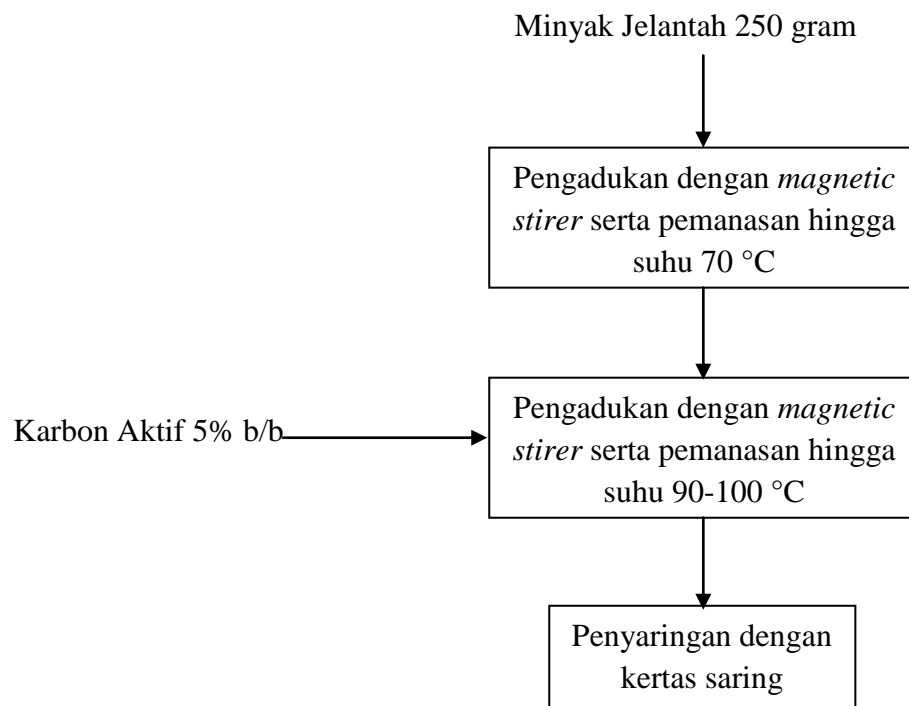 Minyak Jelantah 250 gram
Pengadukan dengan magnetic
stirer serta pemanasan hingga
suhu 70 °C
Karbon Aktif 5% b/b
Pengadukan dengan magnetic
stirer serta pemanasan hingga
suhu 90-100 °C
Penyaringan dengan
kertas saring